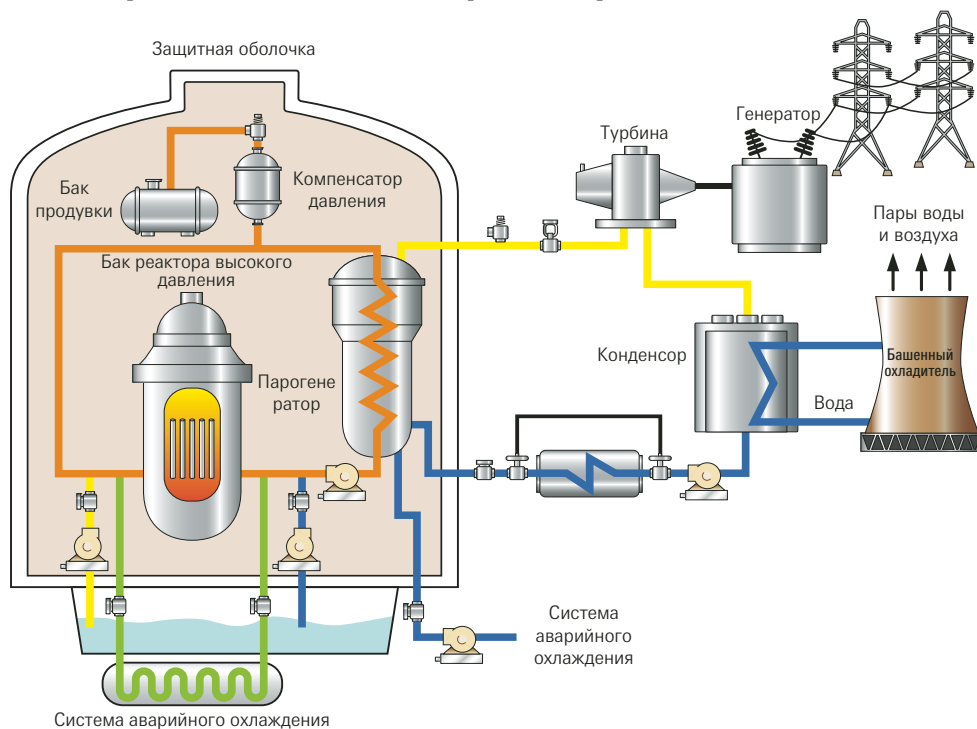 Защитная оболочка
Генератор
Турбина
Бак
продувки
Компенсатор
давления
Пары воды
и воздуха
Бак реактора высокого
давления
Конденсор
Башенный
охладитель
Парогене
ратор
Вода
Система
аварийного
охлаждения
Система аварийного охлаждения